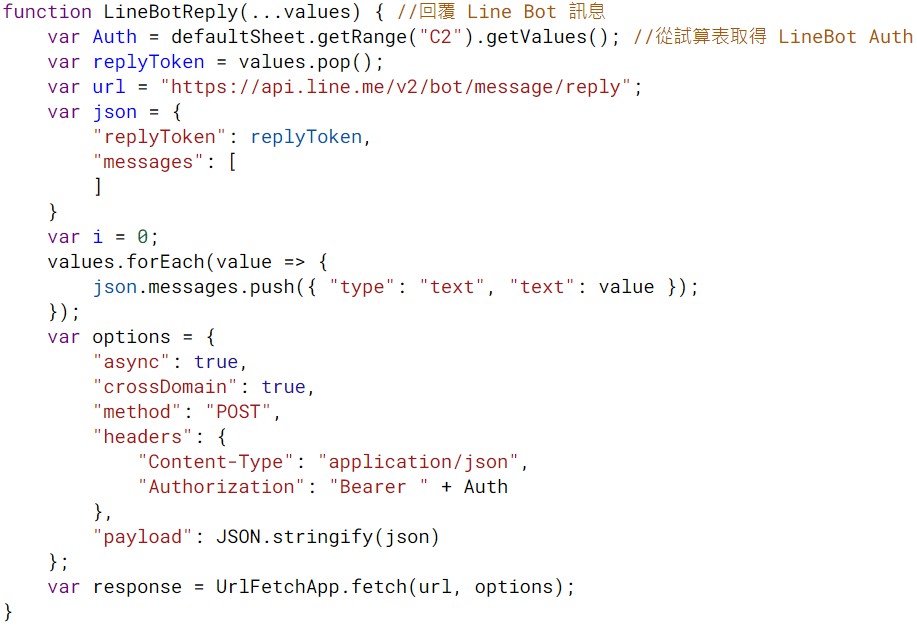 function LineBotReply(...values) { //回覆 Line Bot 訊息
    var Auth = defaultSheet.getRange("C2").getValues(); //從試算表取得 LineBot Auth
    var replyToken = values.pop();
    var url = "https://api.line.me/v2/bot/message/reply";
    var json = {
        "replyToken": replyToken,
        "messages": [
        ]
    }
    var i = 0;
    values.forEach(value => {
        json.messages.push({ "type": "text", "text": value });
    });
    var options = {
        "async": true,
        "crossDomain": true,
        "method": "POST",
        "headers": {
            "Content-Type": "application/json",
            "Authorization": "Bearer " + Auth
        },
        "payload": JSON.stringify(json)
    };
    var response = UrlFetchApp.fetch(url, options);
}